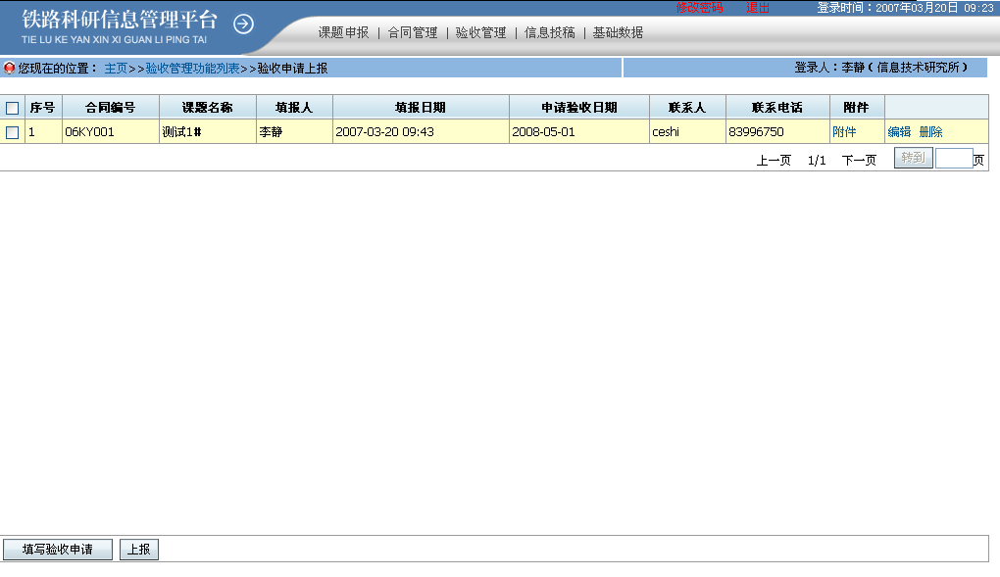 修改密码 退出 登录时间：2007年03月20日 09:23
铁路科研信息管理平台
TIE LU KE YAN XIN XI GUAN LI PING TAI
课题申报 | 合同管理 | 验收管理 | 信息投稿 | 基础数据
您现在的位置： 主页>>验收管理功能列表>>验收申请上报 登录人：李静（信息技术研究所）
序号 合同编号 课题名称 填报人 填报日期 申请验收日期 联系人 联系电话 附件
1 06KY001 测试1# 李静 2007-03-20 09:43 2008-05-01 ceshi 83996750 附件 编辑 删除
上一页 1/1 下一页 转到 页
填写验收申请 上报